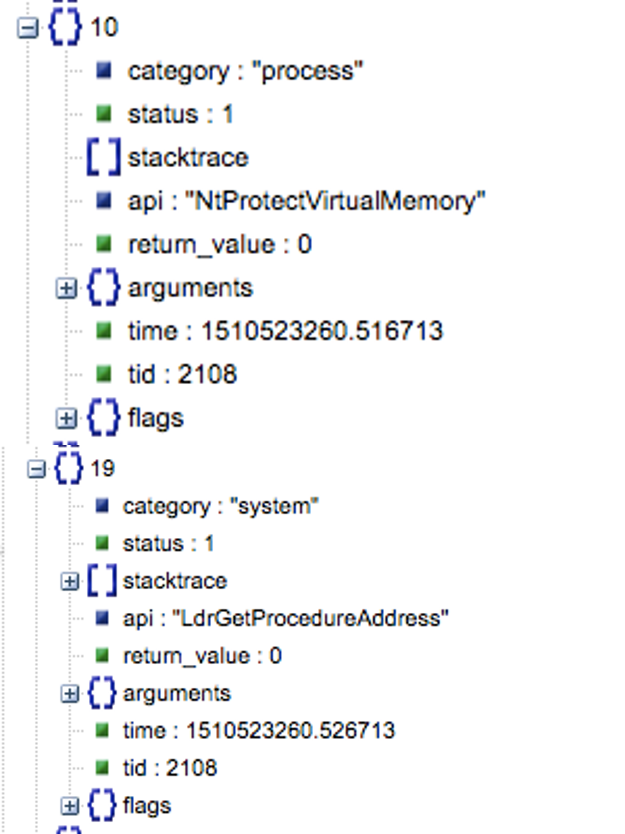 10
category : "process"
status : 1
stacktrace
api : "NtProtectVirtualMemory"
return_value : 0
arguments
time : 1510523260.516713
tid : 2108
flags
19
category : "system"
status : 1
stacktrace
api : "LdrGetProcedureAddress"
return_value : 0
arguments
time : 1510523260.526713
tid : 2108
flags